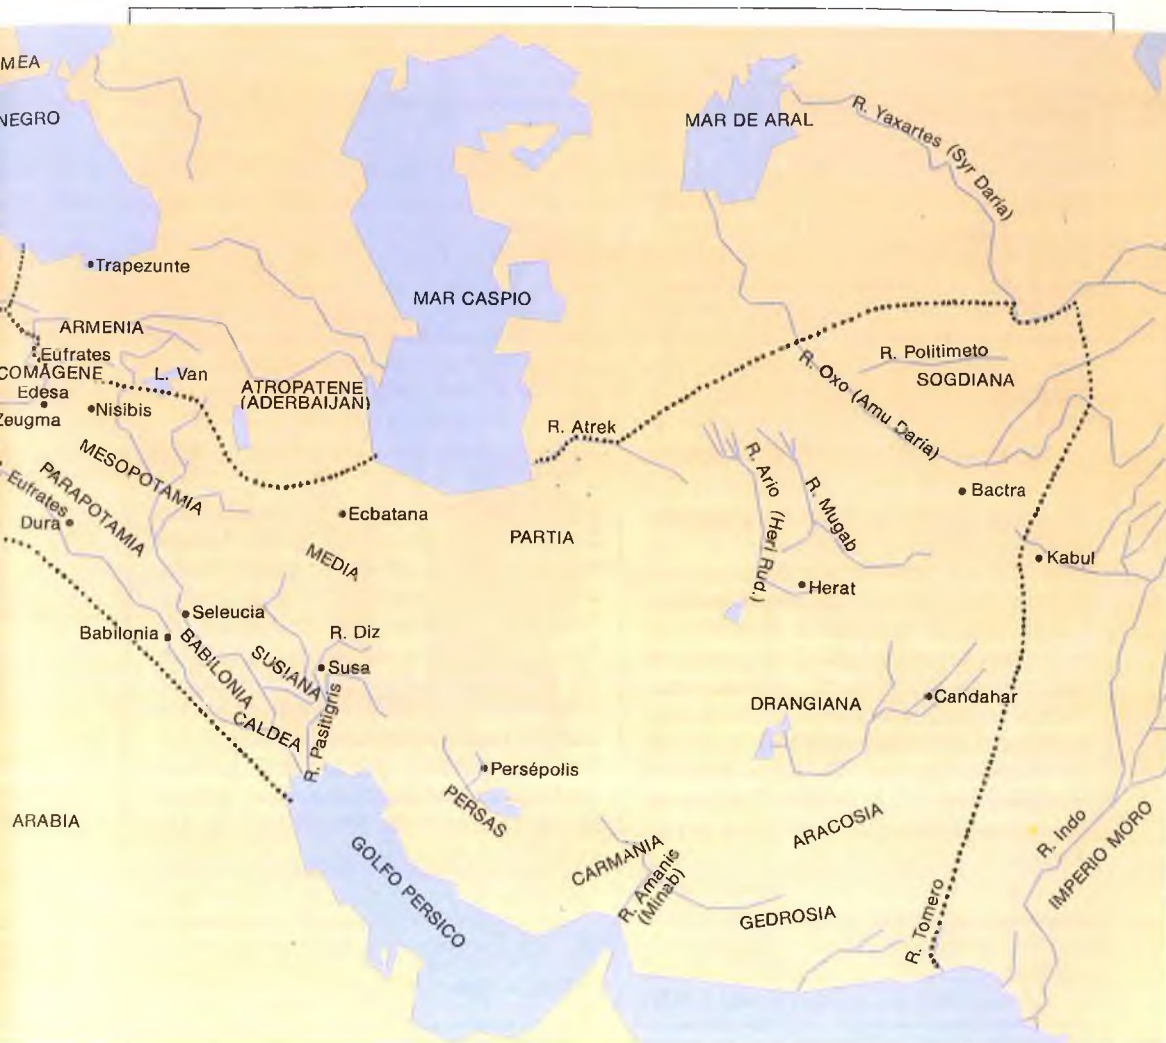 MEA
NEGRO
MAR DE ARAL
R. Yaxartes (Syr Daría)
Trapezunte
MAR CASPIO
ARMENIA
Eufrates
COMÁGENE
L. Van
Edesa
Zeugma
Nisibis
ATROPATENE
(ADERBAIJAN)
R. Politimeto
SOGDIANA
R. Oxo (Amu Daría)
R. Atrek
MESOPOTAMIA
PARAPOTAMIA
Eufrates
Dura
Ecbatana
MEDIA
PARTIA
R. Ario (Heri Rud.)
R. Mugab
Bactra
Kabul
Herat
Seleucia
Babilonia
BABILONIA
SUSIANA
R. Diz
Susa
CALDEA
R. Pasitigris
DRANGIANA
Candahar
Persépolis
PERSAS
ARABIA
GOLFO PERSICO
CARMANIA
R. Amanis
(Minab)
ARACOSIA
GEDROSIA
R. Tomero
R. Indo
IMPERIO MORO